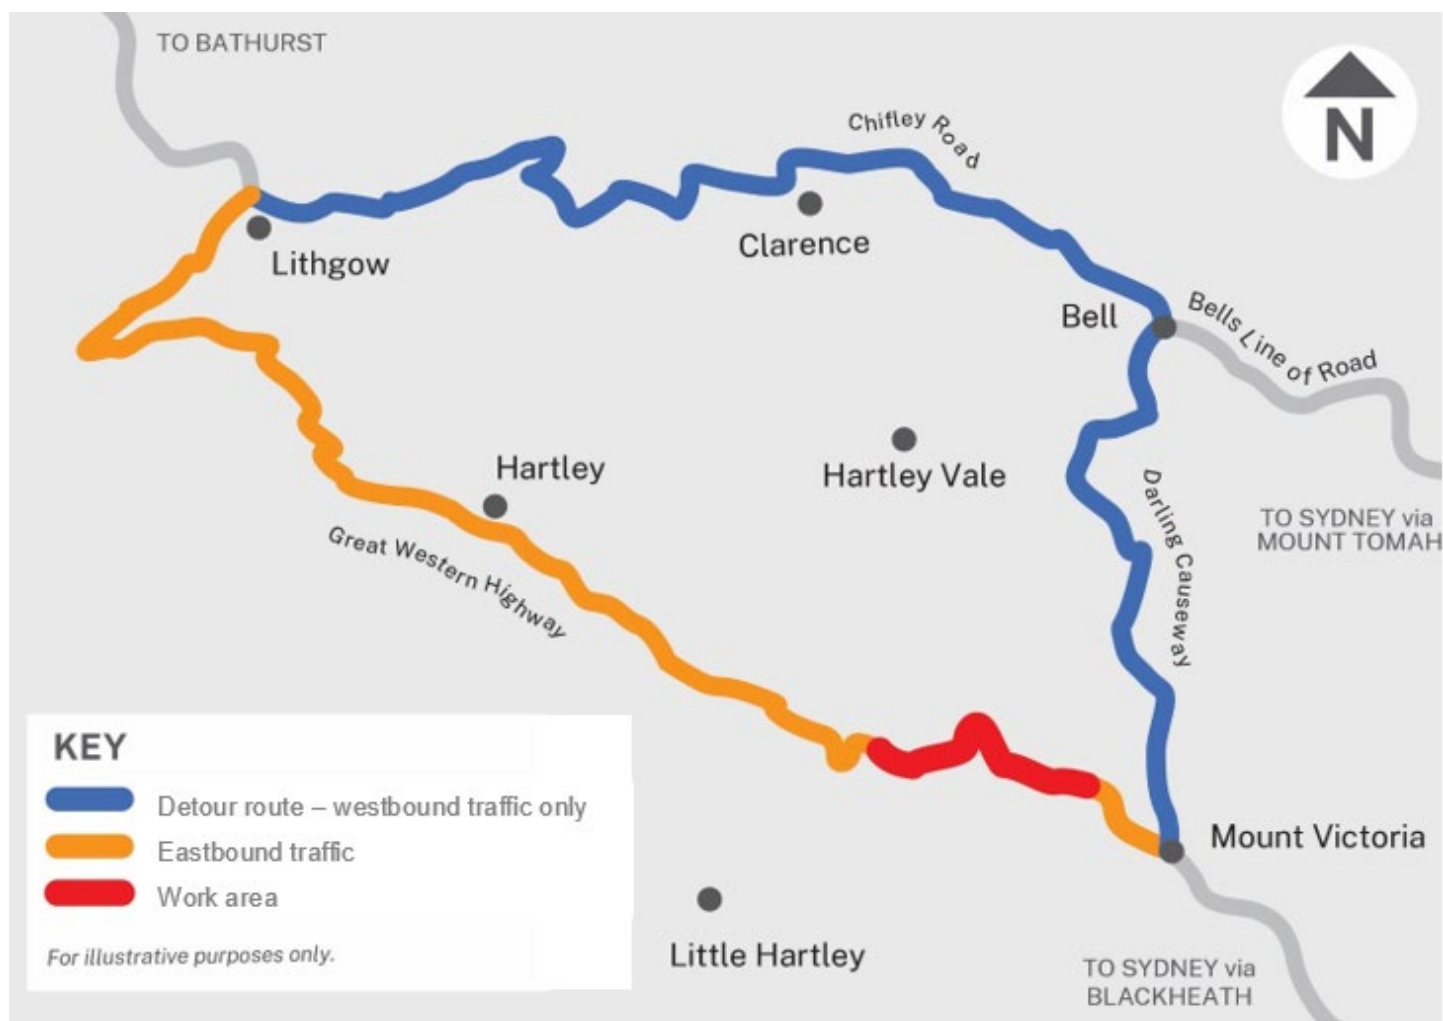 TO BATHURST
N
Chifley Road
Clarence
Lithgow
Bell
Bells Line of Road
Hartley
Hartley Vale
Great Western Highway
Darling Causeway
TO SYDNEY via
MOUNT TOMAH
KEY
Detour route – westbound traffic only
Eastbound traffic
Work area
For illustrative purposes only.
Mount Victoria
Little Hartley
TO SYDNEY via
BLACKHEATH